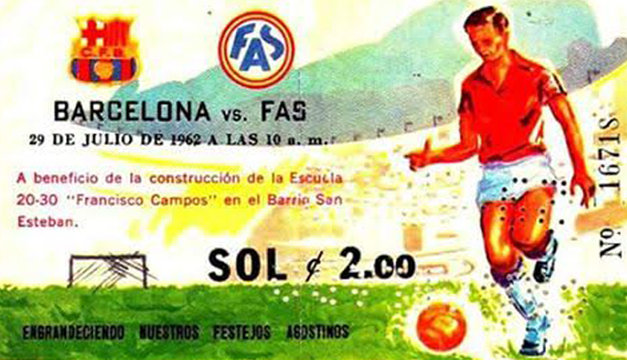 C.F.B.
FAS
BARCELONA vs. FAS
29 DE JULIO DE 1962 A LAS 10 a. m.
A beneficio de la construcción de la Escuela
20-30 "Francisco Campos" en el Barrio San
Esteban.
SOL ₡ 2.00
ENGRANDECIENDO NUESTROS FESTEJOS AGOSTINOS
Nº 1671S